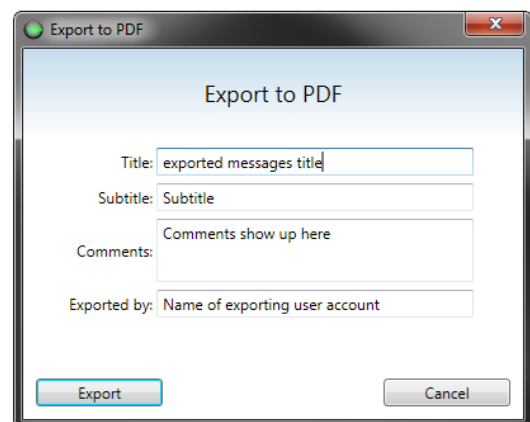 Export to PDF
Export to PDF
Title: exported messages title
Subtitle: Subtitle
Comments: Comments show up here
Exported by: Name of exporting user account
Export Cancel